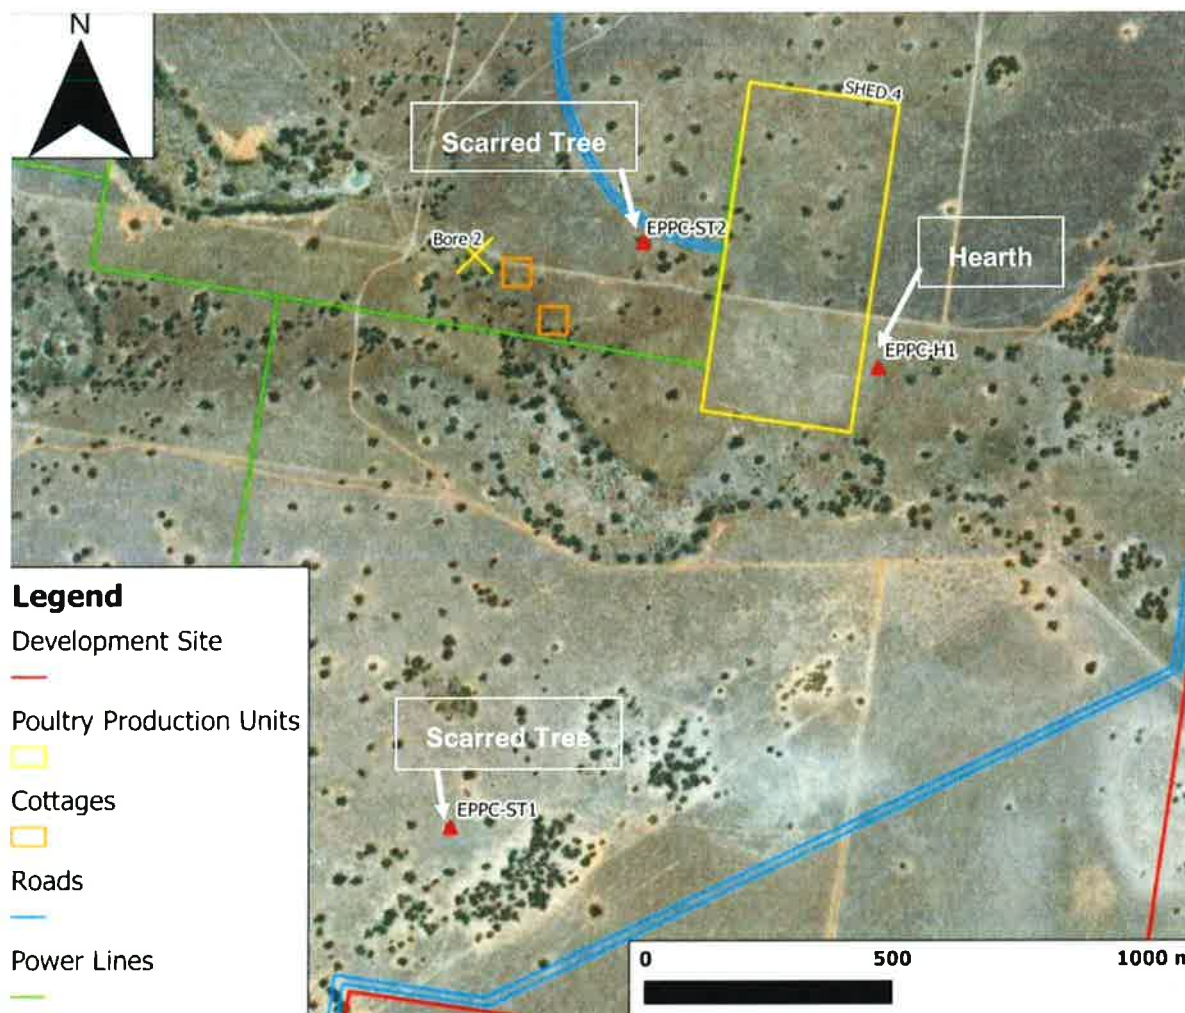 N
SHED 4
Scarred Tree
EPPC-ST2
Bore 2
Hearth
EPPC-H1
Legend
Development Site
Poultry Production Units
Cottages
Roads
Power Lines
Scarred Tree
EPPC-ST1
0 500 1000 m